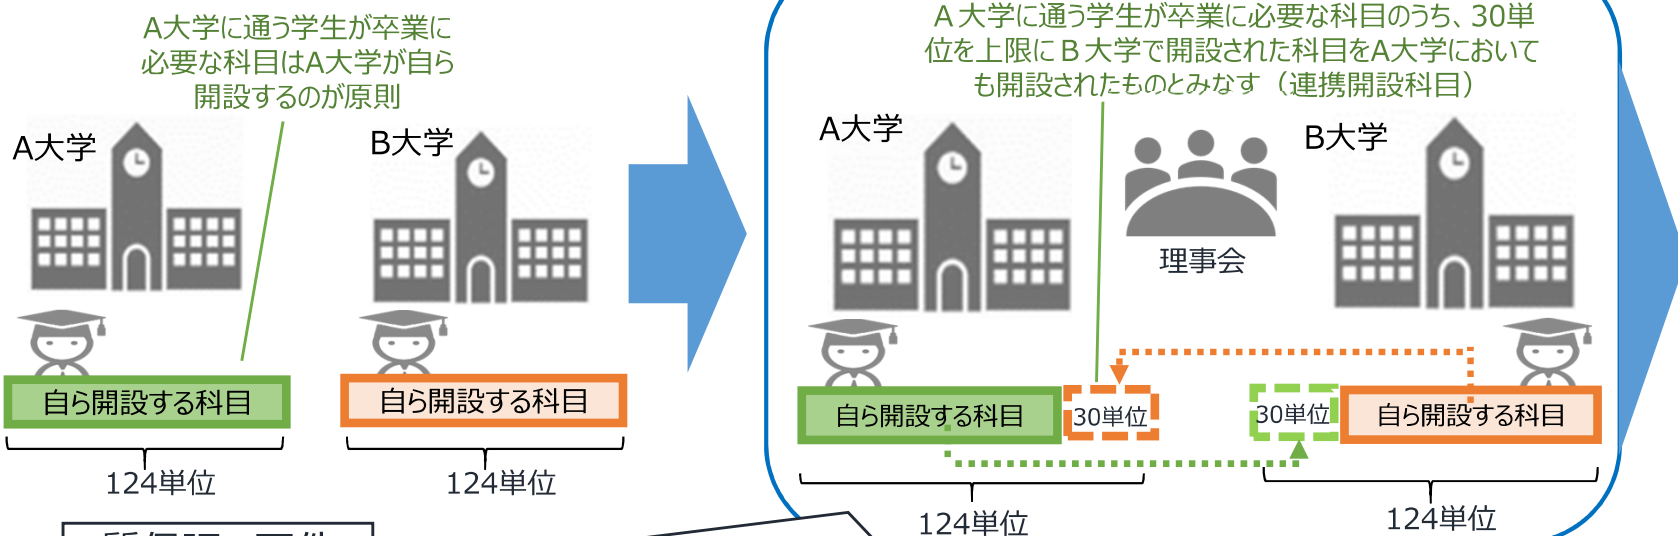 A大学に通う学生が卒業に
必要な科目はA大学が自ら
開設するのが原則
A大学
B大学
自ら開設する科目
自ら開設する科目
124単位
124単位
A大学に通う学生が卒業に必要な科目のうち、30単
位を上限にB大学で開設された科目をA大学において
も開設されたものとみなす（連携開設科目）
A大学
理事会
B大学
自ら開設する科目
30単位
30単位
自ら開設する科目
124単位
124単位